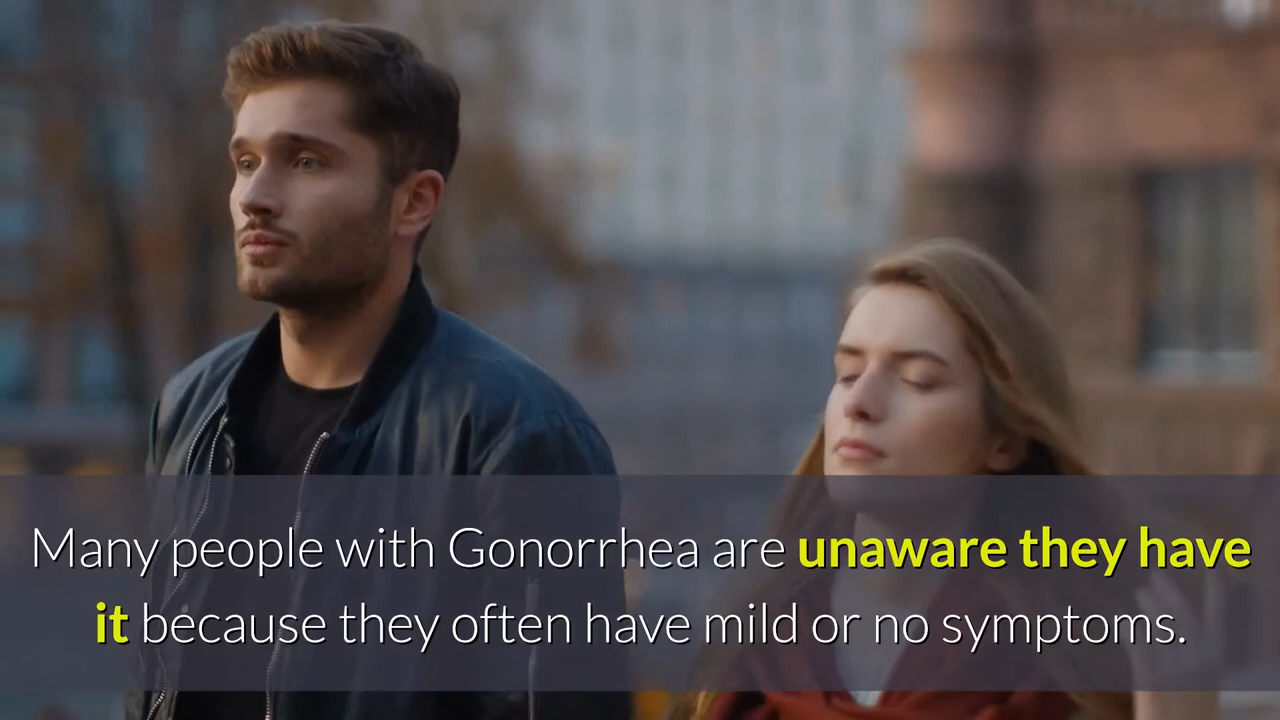 Many people with Gonorrhea are unaware they have
it because they often have mild or no symptoms.